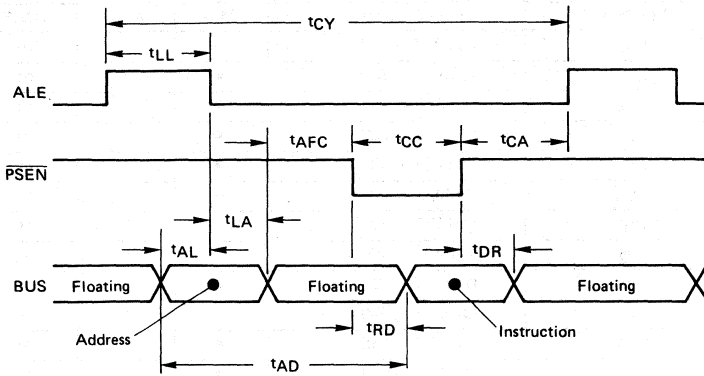 tCY
tLL
ALE
tAFC
tCC
tCA
PSEN
tLA
tAL
tDR
BUS
Floating
Floating
Floating
Address
tRD
Instruction
tAD